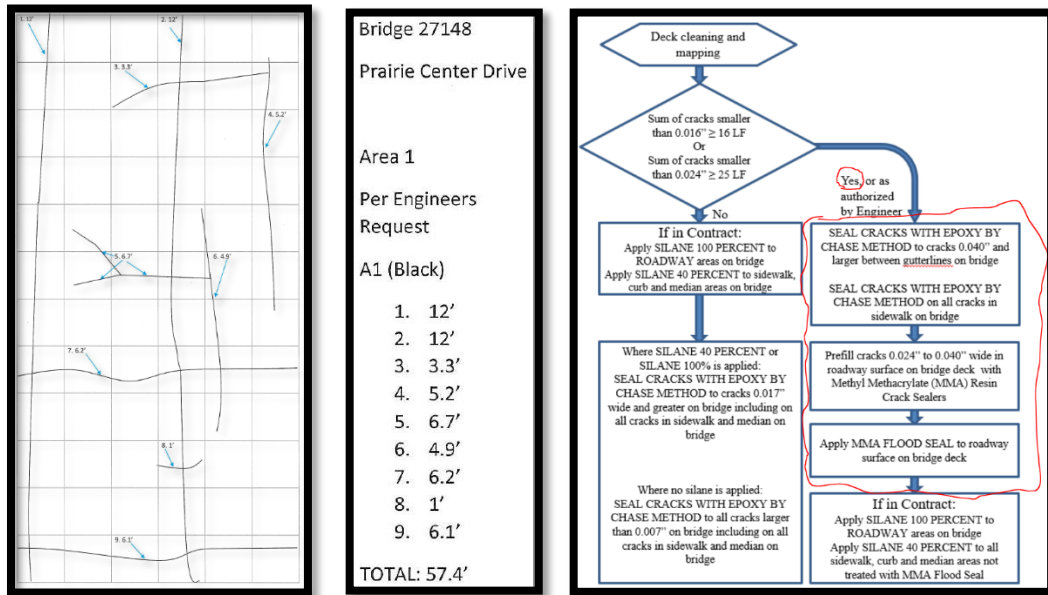 1. 12'
2. 12'
3. 3.3'
4. 5.2'
5. 6.7'
6. 4.9'
7. 6.2'
8. 1'
9. 6.1'
Bridge 27148
Prairie Center Drive
Area 1
Per Engineers
Request
A1 (Black)
1. 12'
2. 12'
3. 3.3'
4. 5.2'
5. 6.7'
6. 4.9'
7. 6.2'
8. 1'
9. 6.1'
TOTAL: 57.4'
Deck cleaning and
mapping
Sum of cracks smaller
than 0.016” ≥ 16 LF
Or
Sum of cracks smaller
than 0.024” ≥ 25 LF
No
Yes, or as
authorized
by Engineer
If in Contract:
Apply SILANE 100 PERCENT to
ROADWAY areas on bridge
Apply SILANE 40 PERCENT to sidewalk,
curb and median areas on bridge
Where SILANE 40 PERCENT or
SILANE 100% is applied:
SEAL CRACKS WITH EPOXY BY
CHASE METHOD to cracks 0.017”
wide and greater on bridge including on
all cracks in sidewalk and median on
bridge
Where no silane is applied:
SEAL CRACKS WITH EPOXY BY
CHASE METHOD to all cracks larger
than 0.007” on bridge including on all
cracks in sidewalk and median on
bridge
SEAL CRACKS WITH EPOXY BY
CHASE METHOD to cracks 0.040” and
larger between gutterlines on bridge
SEAL CRACKS WITH EPOXY BY
CHASE METHOD on all cracks in
sidewalk on bridge
Prefill cracks 0.024” to 0.040” wide in
roadway surface on bridge deck with
Methyl Methacrylate (MMA) Resin
Crack Sealers
Apply MMA FLOOD SEAL to roadway
surface on bridge deck
If in Contract:
Apply SILANE 100 PERCENT to
ROADWAY areas on bridge
Apply SILANE 40 PERCENT to all
sidewalk, curb and median areas not
treated with MMA Flood Seal